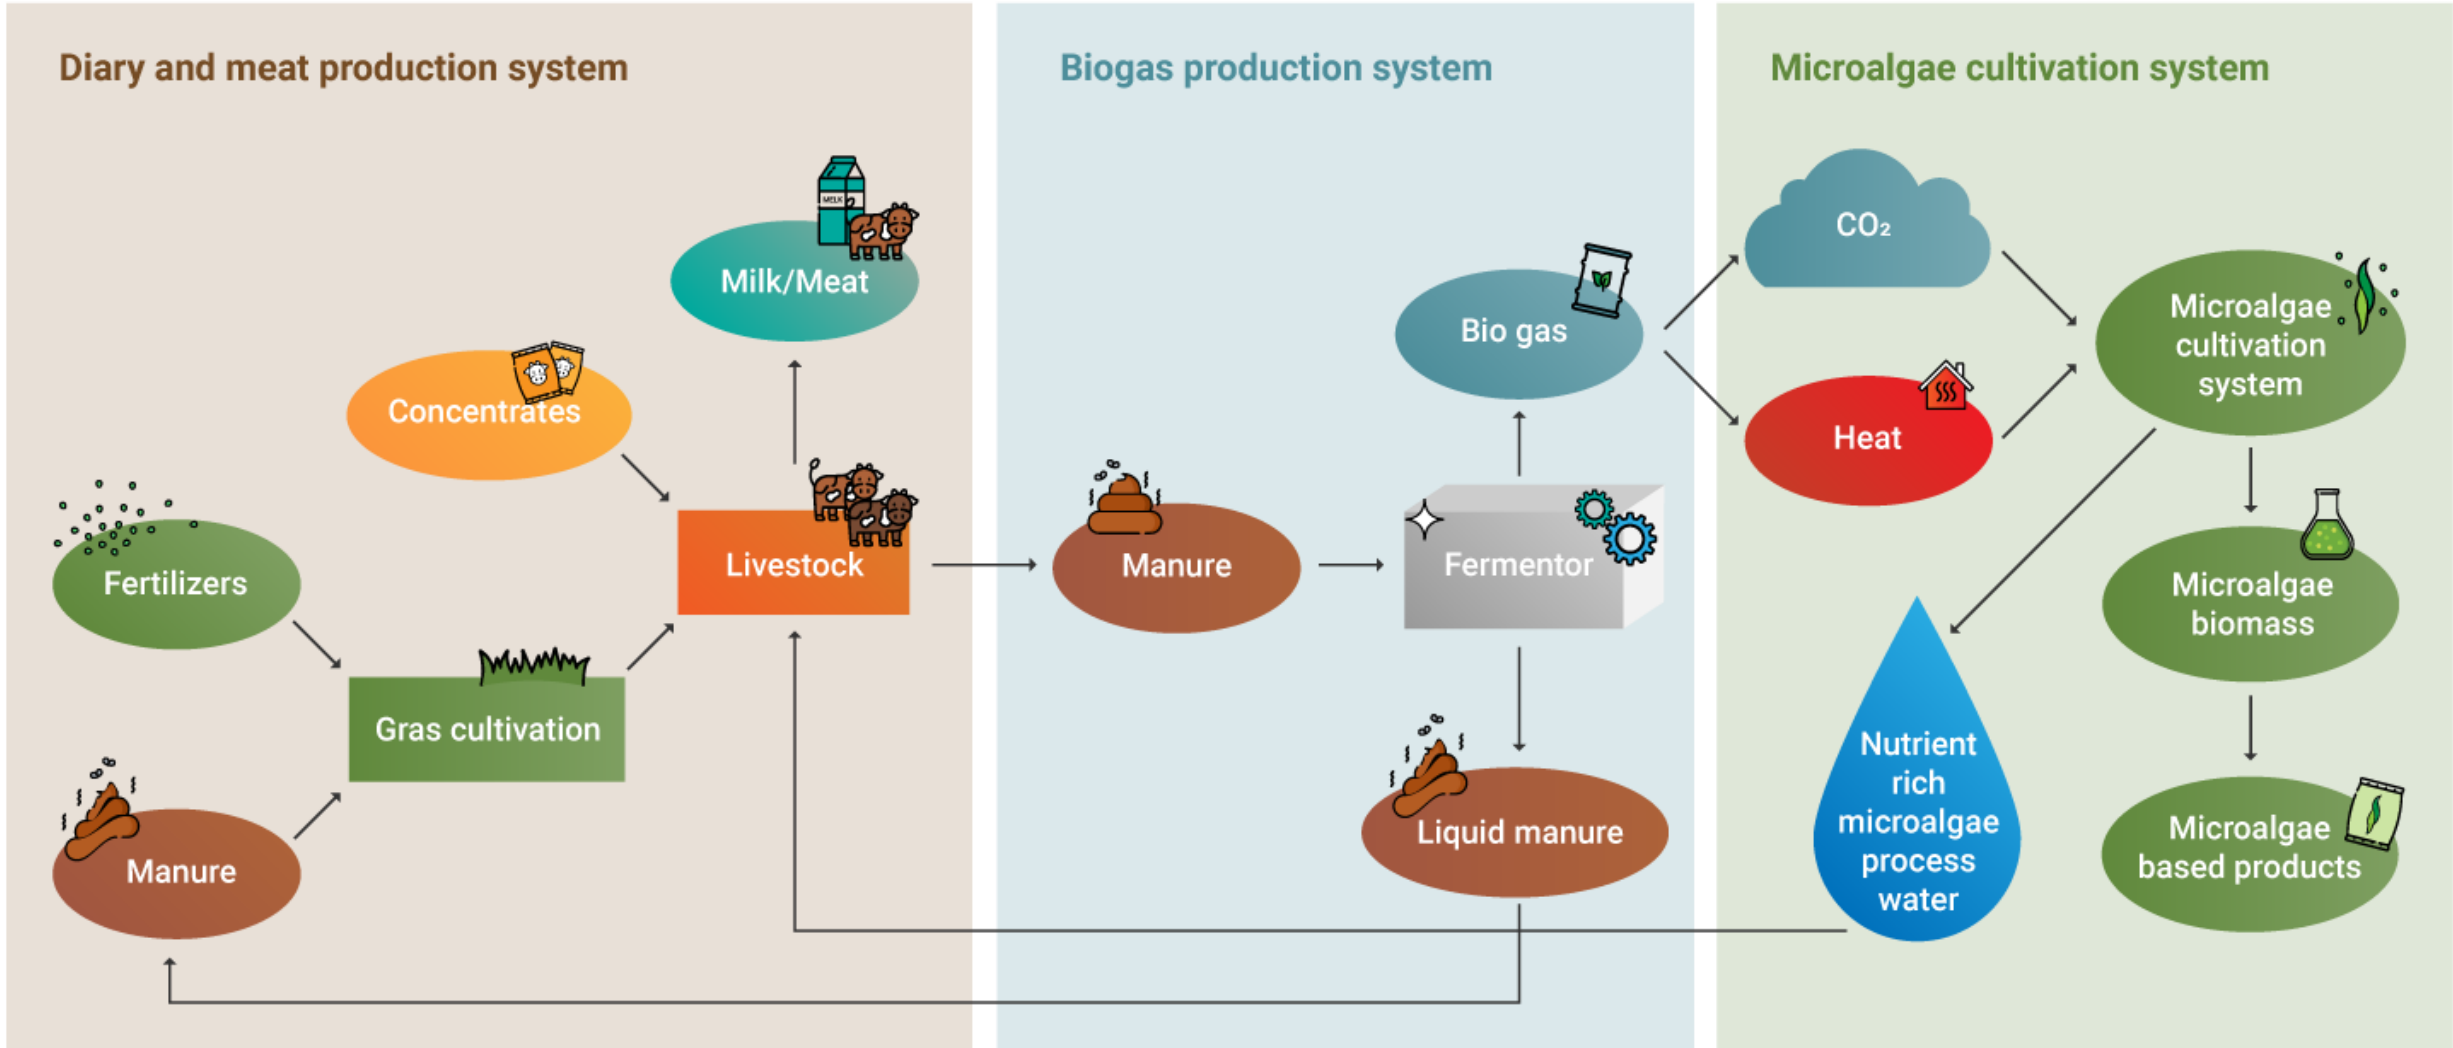 Diary and meat production system
Biogas production system
Microalgae cultivation system
MELK
Milk/Meat
Concentrates
Fertilizers
Livestock
Gras cultivation
Manure
Manure
Fermentor
Bio gas
Liquid manure
CO₂
Heat
Microalgae
cultivation
system
Microalgae
biomass
Nutrient
rich
microalgae
process
water
Microalgae
based products